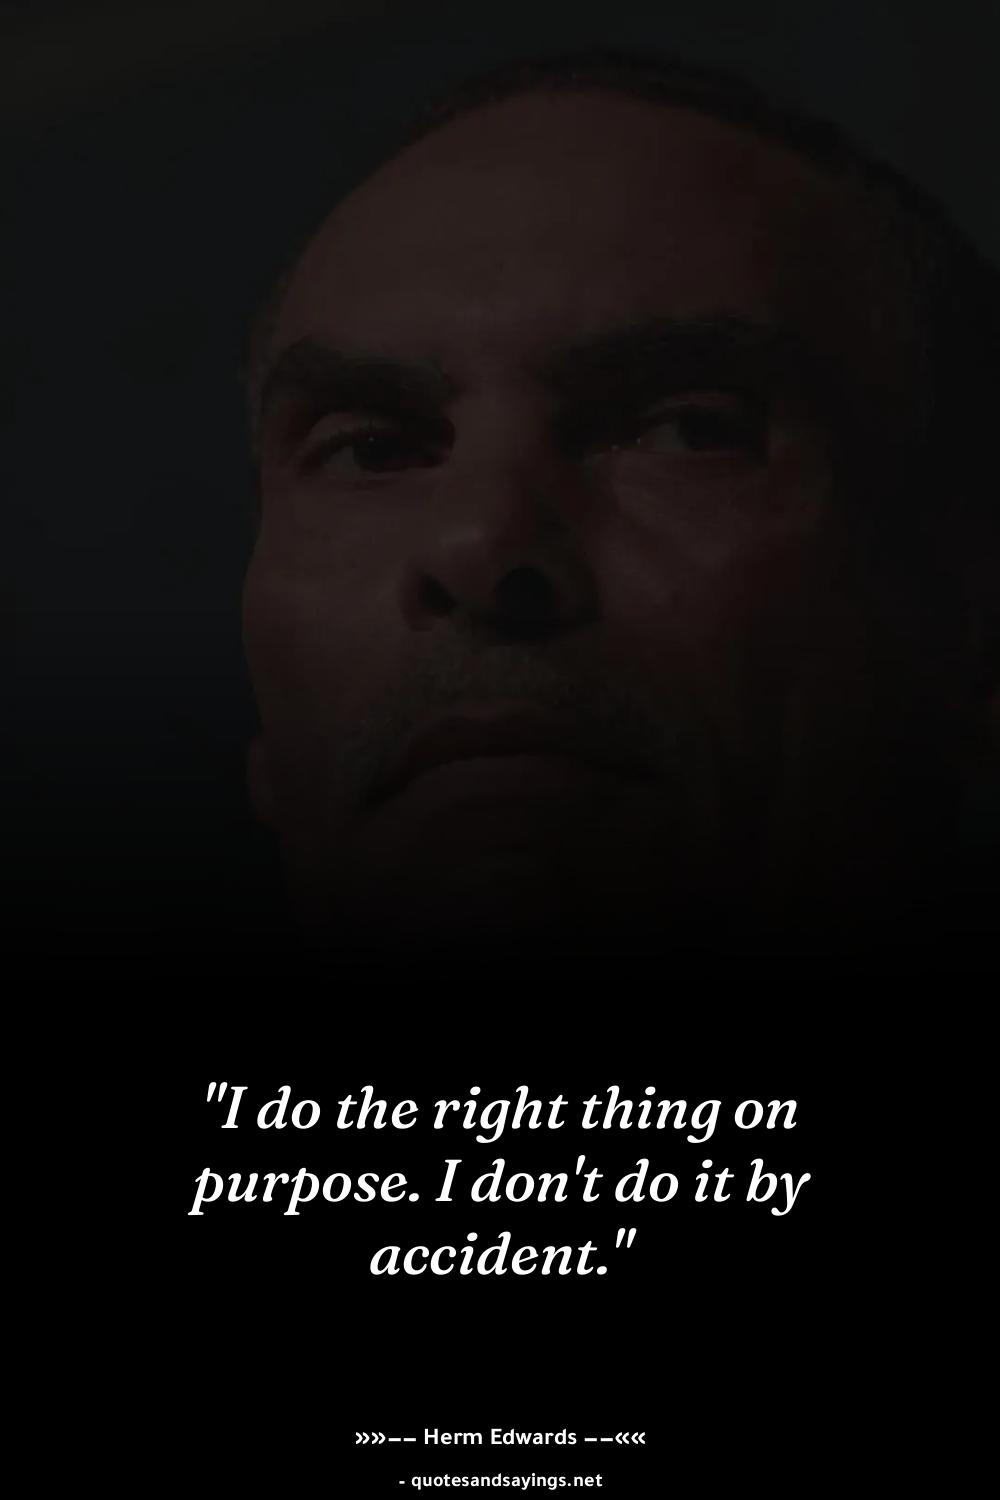 "I do the right thing on
purpose. I don't do it by
accident."
»»−− Herm Edwards −−««
- quotesandsayings.net